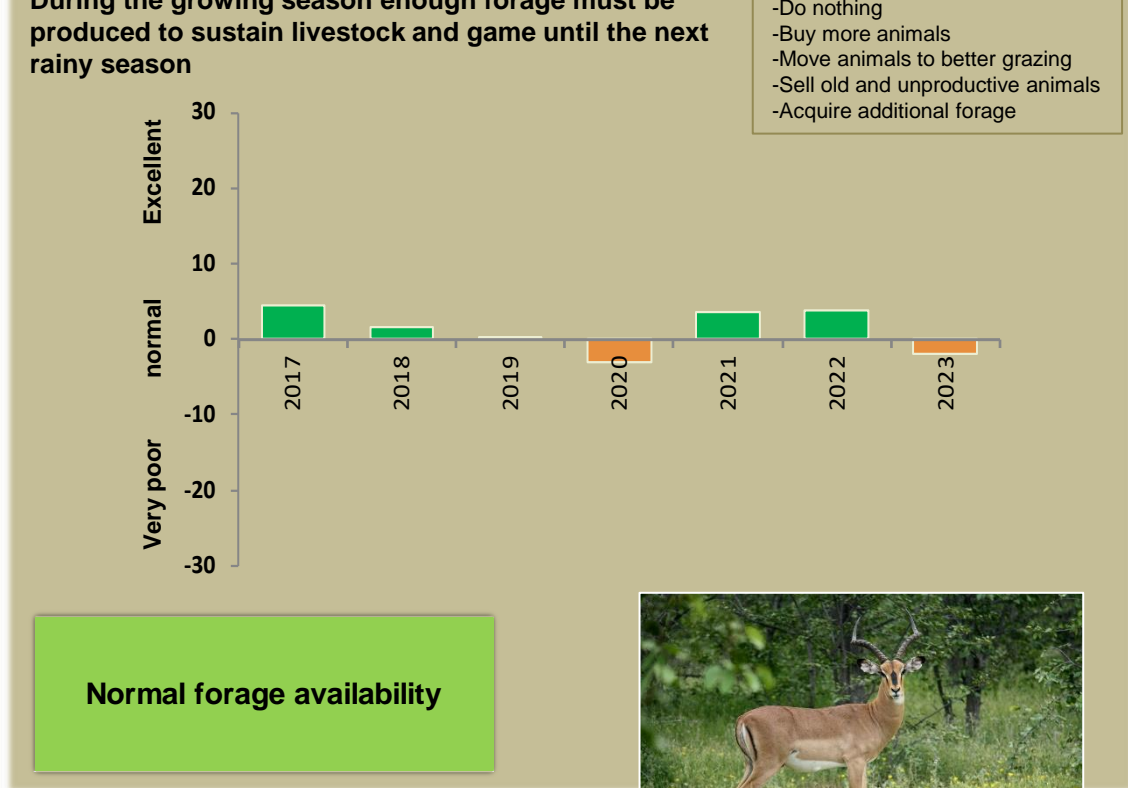 During the growing season enough forage must be
produced to sustain livestock and game until the next
rainy season
-Do nothing
-Buy more animals
-Move animals to better grazing
-Sell old and unproductive animals
-Acquire additional forage
Excellent
normal
Very poor
30
20
10
0
-10
-20
-30
2017
2018
2019
2020
2021
2022
2023
Normal forage availability